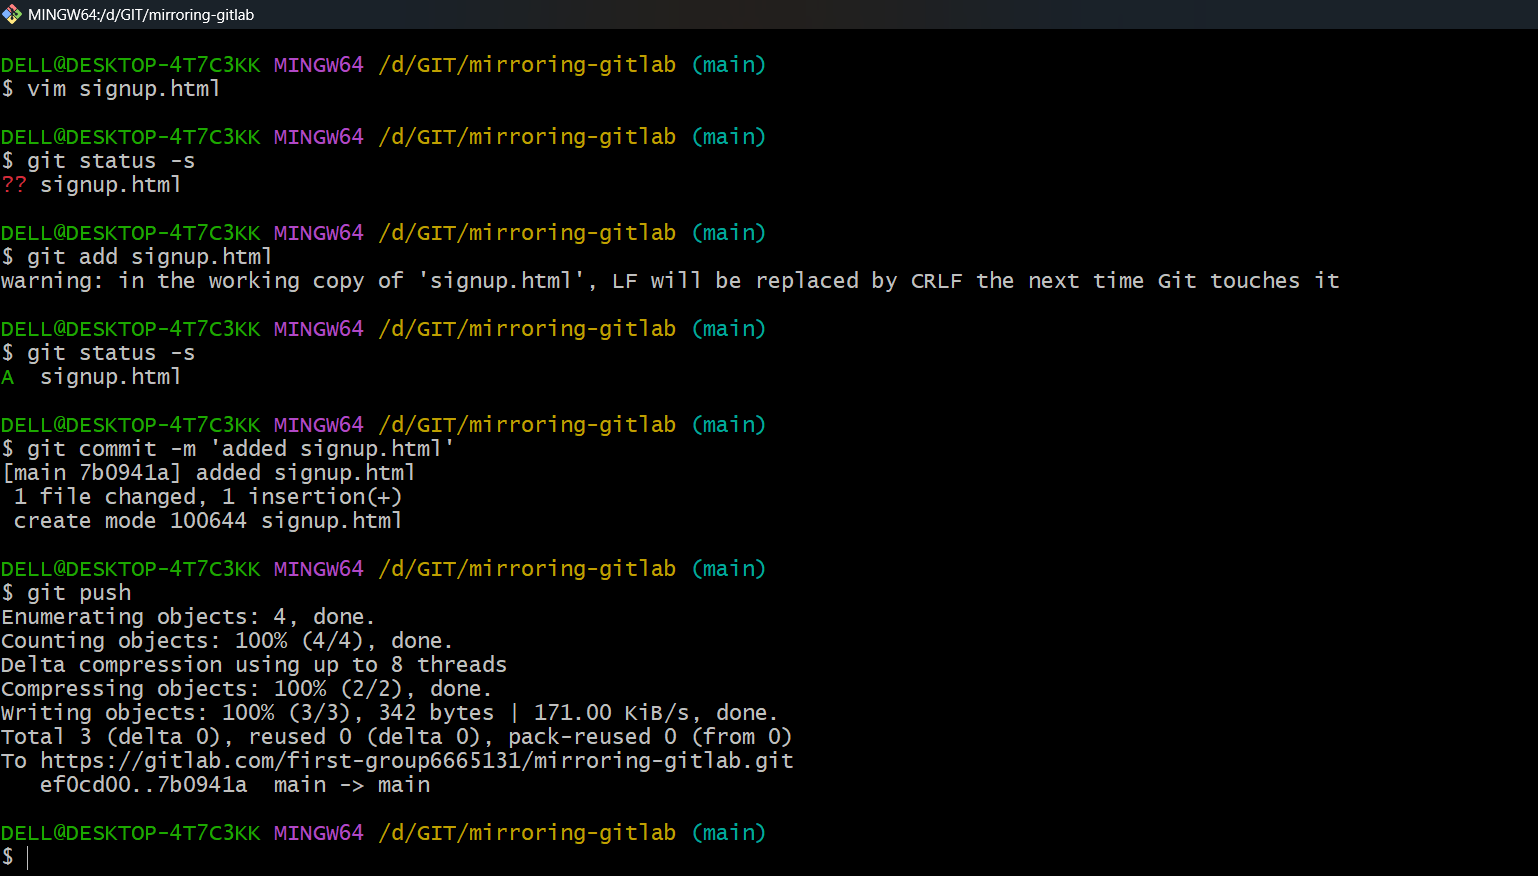 MINGW64:/d/GIT/mirroring-gitlab
DELL@DESKTOP-4T7C3KK MINGW64 /d/GIT/mirroring-gitlab (main)
$ vim signup.html
DELL@DESKTOP-4T7C3KK MINGW64 /d/GIT/mirroring-gitlab (main)
$ git status -s
?? signup.html
DELL@DESKTOP-4T7C3KK MINGW64 /d/GIT/mirroring-gitlab (main)
$ git add signup.html
warning: in the working copy of 'signup.html', LF will be replaced by CRLF the next time Git touches it
DELL@DESKTOP-4T7C3KK MINGW64 /d/GIT/mirroring-gitlab (main)
$ git status -s
A  signup.html
DELL@DESKTOP-4T7C3KK MINGW64 /d/GIT/mirroring-gitlab (main)
$ git commit -m 'added signup.html'
[main 7b0941a] added signup.html
 1 file changed, 1 insertion(+)
 create mode 100644 signup.html
DELL@DESKTOP-4T7C3KK MINGW64 /d/GIT/mirroring-gitlab (main)
$ git push
Enumerating objects: 4, done.
Counting objects: 100% (4/4), done.
Delta compression using up to 8 threads
Compressing objects: 100% (2/2), done.
Writing objects: 100% (3/3), 342 bytes | 171.00 KiB/s, done.
Total 3 (delta 0), reused 0 (delta 0), pack-reused 0 (from 0)
To https://gitlab.com/first-group6665131/mirroring-gitlab.git
   ef0cd00..7b0941a  main -> main
DELL@DESKTOP-4T7C3KK MINGW64 /d/GIT/mirroring-gitlab (main)
$